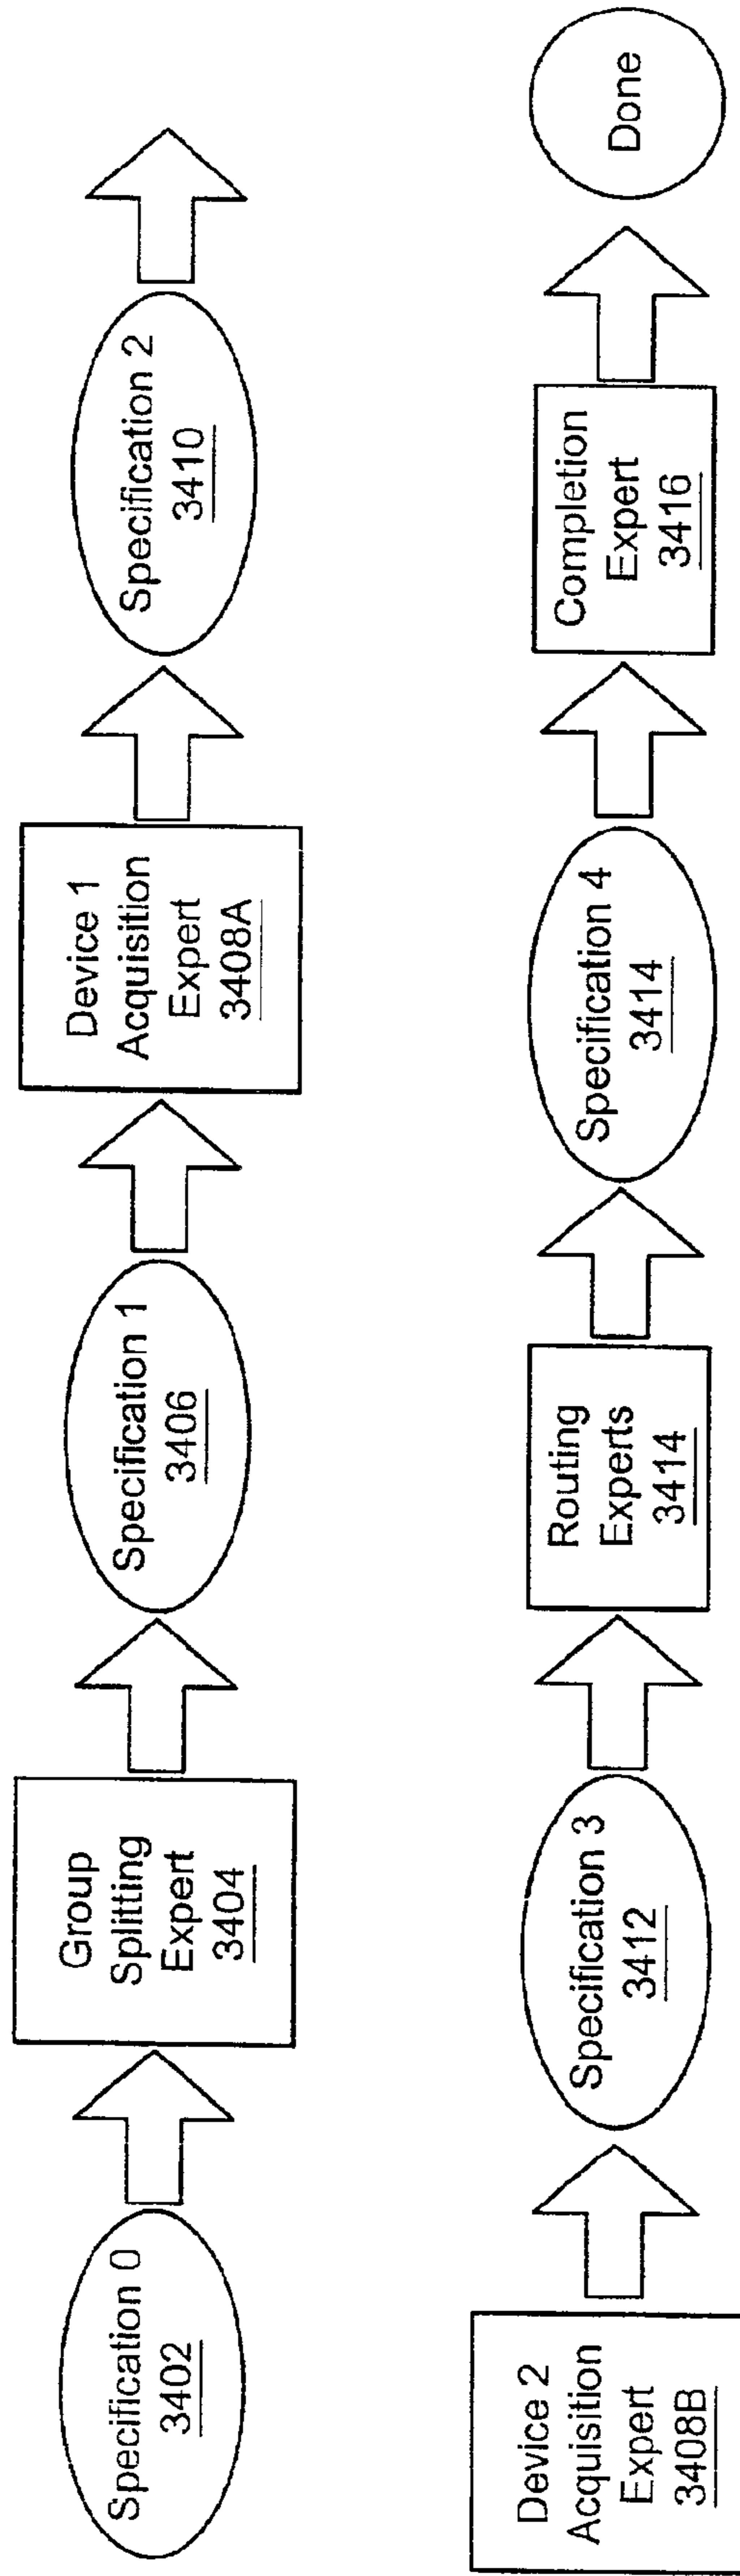 Specification 0
3402
Group
Splitting
Expert
3404
Specification 1
3406
Device 1
Acquisition
Expert
3408A
Specification 2
3410
Device 2
Acquisition
Expert
3408B
Specification 3
3412
Routing
Experts
3414
Specification 4
3414
Completion
Expert
3416
Done